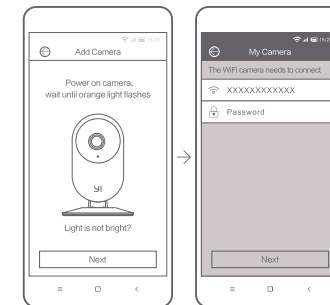 Add Camera
Power on camera,
wait until orange light flashes
YI
Light is not bright?
Next
My Camera
The WiFi camera needs to connect
XXXXXXXXXXXX
Password
Next